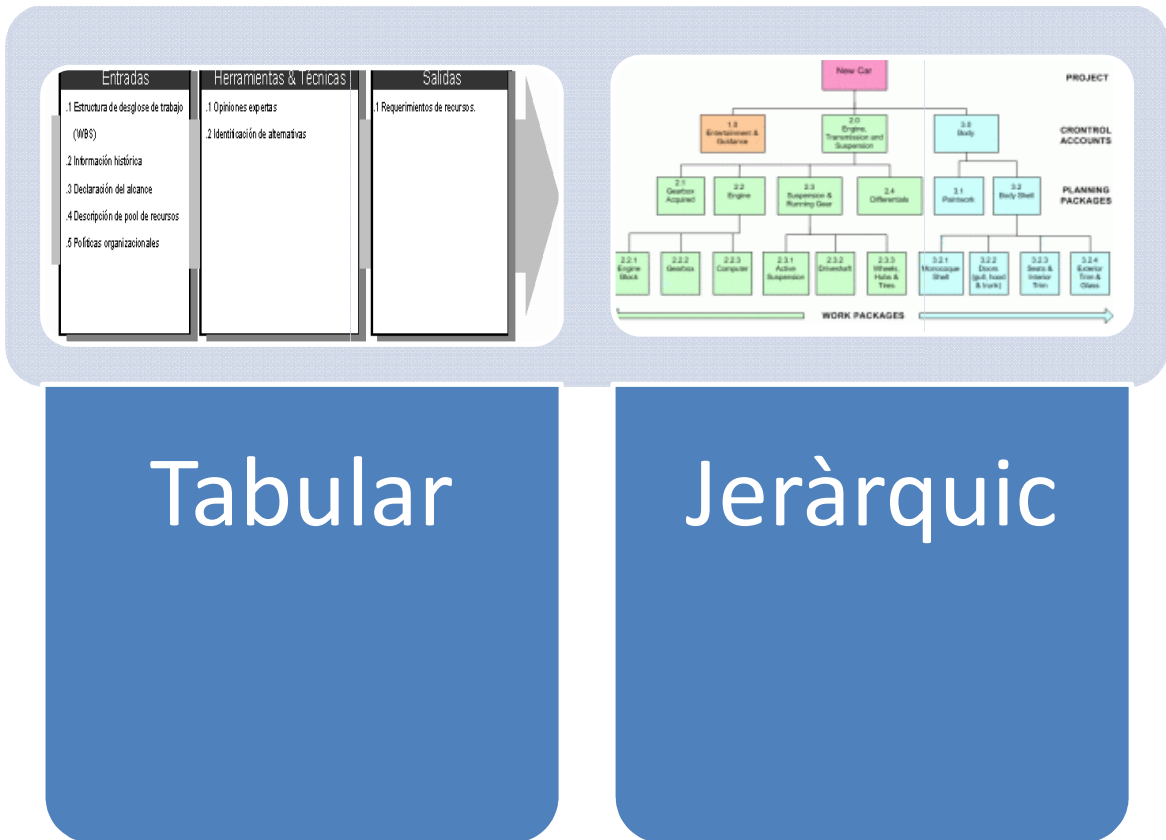 Entradas
.1 Estructura de desglose de trabajo
(WBS)
.2 Información histórica
.3 Declaración del alcance
.4 Descripción de pool de recursos
.5 Políticas organizacionales
Herramientas & Técnicas
.1 Opiniones expertas
.2 Identificación de alternativas
Salidas
.1 Requerimientos de recursos.
New Car
PROJECT
1.0
Entertainment &
Guidance
2.0
Engine,
Transmission and
Suspension
3.0
Body
CRONTROL
ACCOUNTS
2.1
Gearbox
Acquired
2.2
Engine
2.3
Suspension &
Running Gear
2.4
Differentials
3.1
Paintwork
3.2
Body Shell
PLANNING
PACKAGES
2.2.1
Engine
Block
2.2.2
Gearbox
2.2.3
Computer
2.3.1
Active
Suspension
2.3.2
Driveshaft
2.3.3
Wheels,
Hubs &
Tires
3.2.1
Monocoque
Shell
3.2.2
Doors
(gull, hood
& trunk)
3.2.3
Seats &
Interior
Trim
3.2.4
Exterior
Trim &
Glass
WORK PACKAGES
Tabular
Jeràrquic